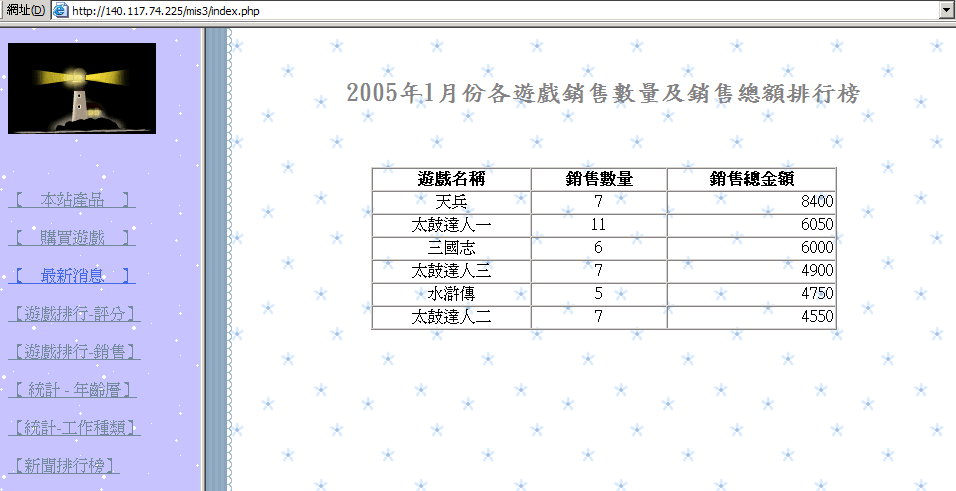 網址(D) http://140.117.74.225/mis3/index.php
2005年1月份各遊戲銷售數量及銷售總額排行榜
【　本站產品　】
【　購買遊戲　】
【　最新消息　】
【遊戲排行-評分】
【遊戲排行-銷售】
【 統計 - 年齡層】
【統計-工作種類】
【新聞排行榜】
遊戲名稱 銷售數量 銷售總金額
天兵 7 8400
太鼓達人一 11 6050
三國志 6 6000
太鼓達人三 7 4900
水滸傳 5 4750
太鼓達人二 7 4550